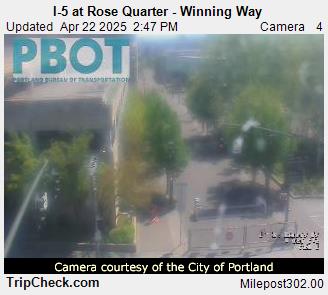 I-5 at Rose Quarter - Winning Way
Updated Apr 22 2025 2:47 PM Camera 4
PBOT
PORTLAND BUREAU OF TRANSPORTATION
Camera courtesy of the City of Portland
TripCheck.com Milepost302.00